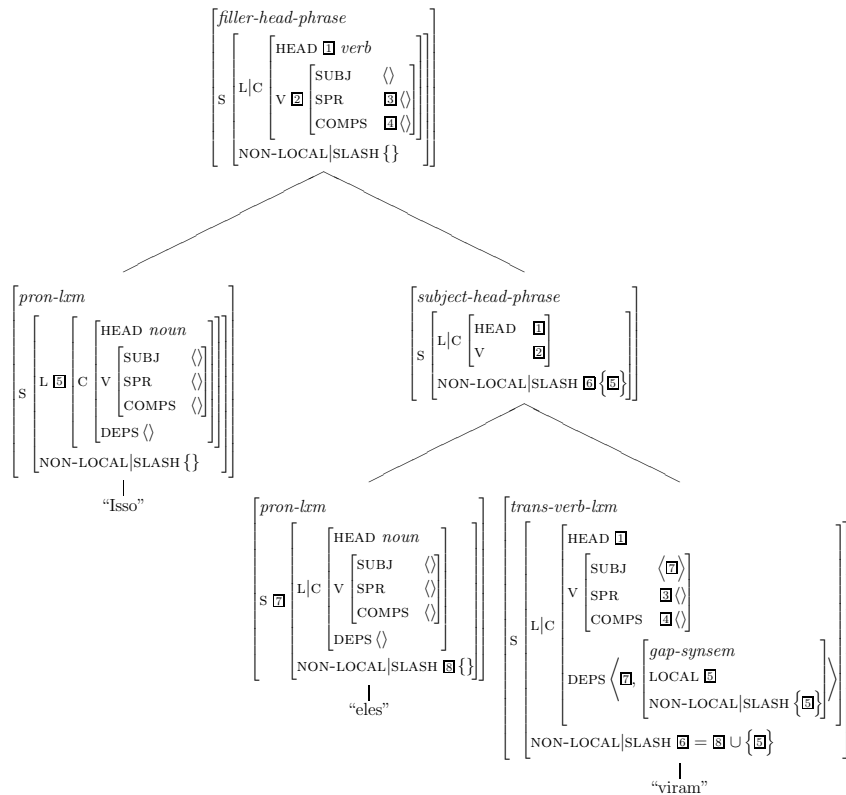 filler-head-phrase
HEAD 1 verb
SUBJ ⟨⟩
S L|C V 2 SPR 3 ⟨⟩
COMPS 4 ⟨⟩
NON-LOCAL|SLASH {}
pron-lxm
HEAD noun
SUBJ ⟨⟩
S L 5 C V SPR ⟨⟩
COMPS ⟨⟩
DEPS ⟨⟩
NON-LOCAL|SLASH {}
“Isso”
subject-head-phrase
HEAD 1
S L|C V 2
NON-LOCAL|SLASH 6 {5}
pron-lxm
HEAD noun
SUBJ ⟨⟩
S 7 L|C V SPR ⟨⟩
COMPS ⟨⟩
DEPS ⟨⟩
NON-LOCAL|SLASH 8 {}
“eles”
trans-verb-lxm
HEAD 1
SUBJ ⟨7⟩
V SPR 3 ⟨⟩
COMPS 4 ⟨⟩
S L|C
gap-synsem
DEPS ⟨7, LOCAL 5
NON-LOCAL|SLASH {5}⟩
NON-LOCAL|SLASH 6 = 8 ∪ {5}
“viram”